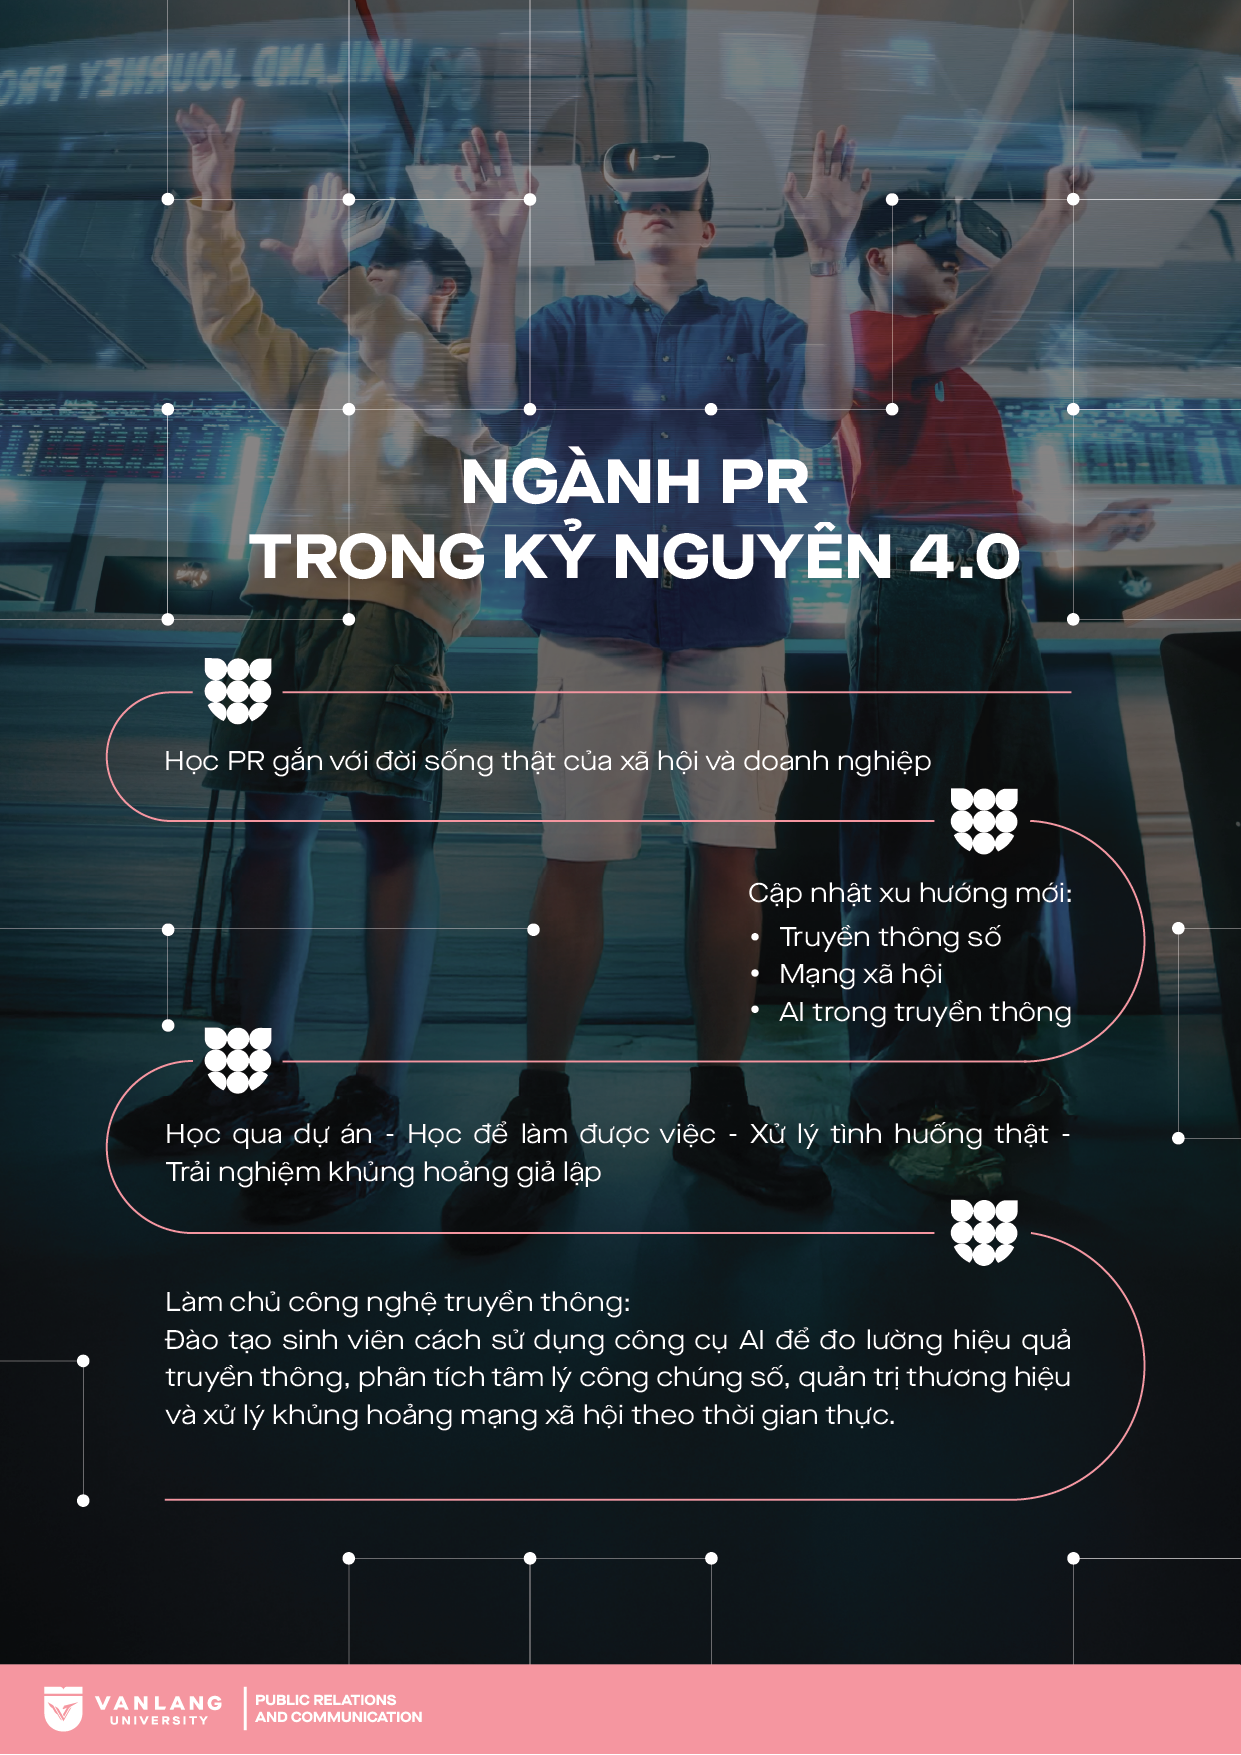 UNILAND JOURNEY PRO
NGÀNH PR
TRONG KỶ NGUYÊN 4.0
Học PR gắn với đời sống thật của xã hội và doanh nghiệp
Cập nhật xu hướng mới:
• Truyền thông số
• Mạng xã hội
• AI trong truyền thông
Học qua dự án - Học để làm được việc - Xử lý tình huống thật -
Trải nghiệm khủng hoảng giả lập
Làm chủ công nghệ truyền thông:
Đào tạo sinh viên cách sử dụng công cụ AI để đo lường hiệu quả
truyền thông, phân tích tâm lý công chúng số, quản trị thương hiệu
và xử lý khủng hoảng mạng xã hội theo thời gian thực.
VANLANG
UNIVERSITY
PUBLIC RELATIONS
AND COMMUNICATION